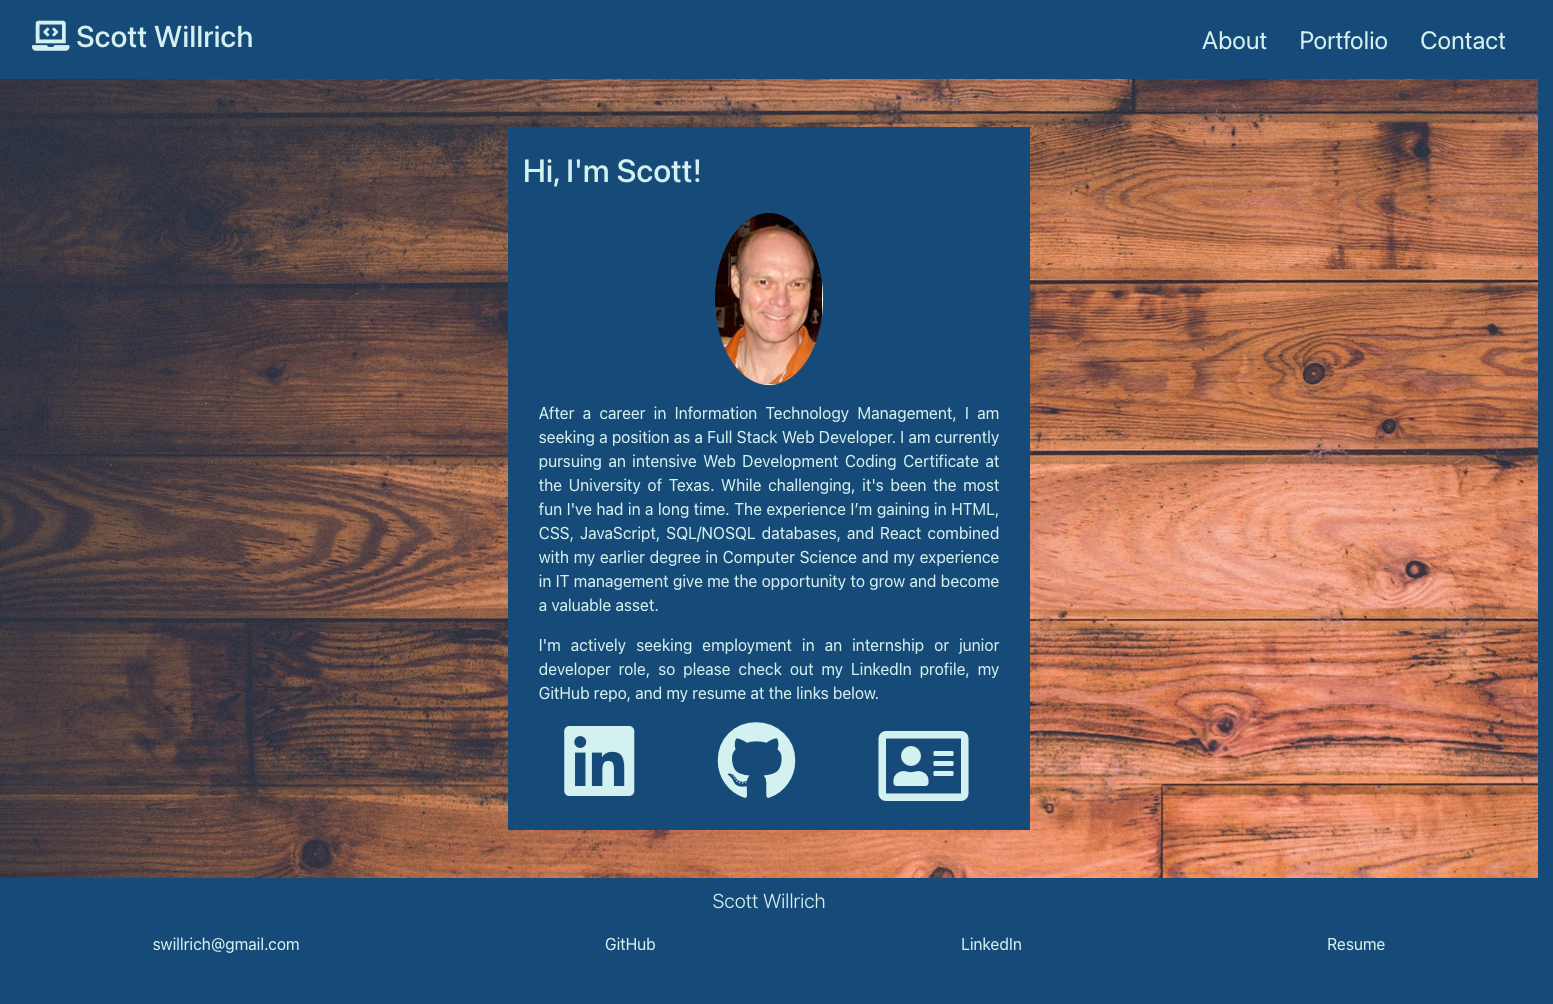 Scott Willrich
About Portfolio Contact
Hi, I'm Scott!
After a career in Information Technology Management, I am
seeking a position as a Full Stack Web Developer. I am currently
pursuing an intensive Web Development Coding Certificate at
the University of Texas. While challenging, it's been the most
fun I've had in a long time. The experience I’m gaining in HTML,
CSS, JavaScript, SQL/NOSQL databases, and React combined
with my earlier degree in Computer Science and my experience
in IT management give me the opportunity to grow and become
a valuable asset.
I'm actively seeking employment in an internship or junior
developer role, so please check out my LinkedIn profile, my
GitHub repo, and my resume at the links below.
in
Scott Willrich
swillrich@gmail.com GitHub LinkedIn Resume